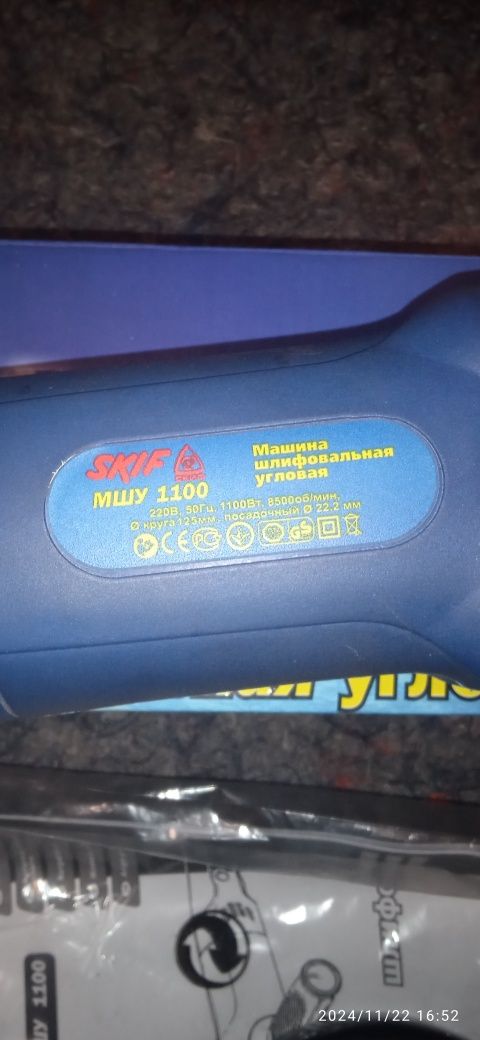 SKIF
Машина
шлифовальная
угловая
МШУ 1100
220В, 50Гц, 1100Вт, 8500об/мин,
Ø круга 125мм, посадочный Ø 22.2 мм
угло
1100
2024/11/22 16:52